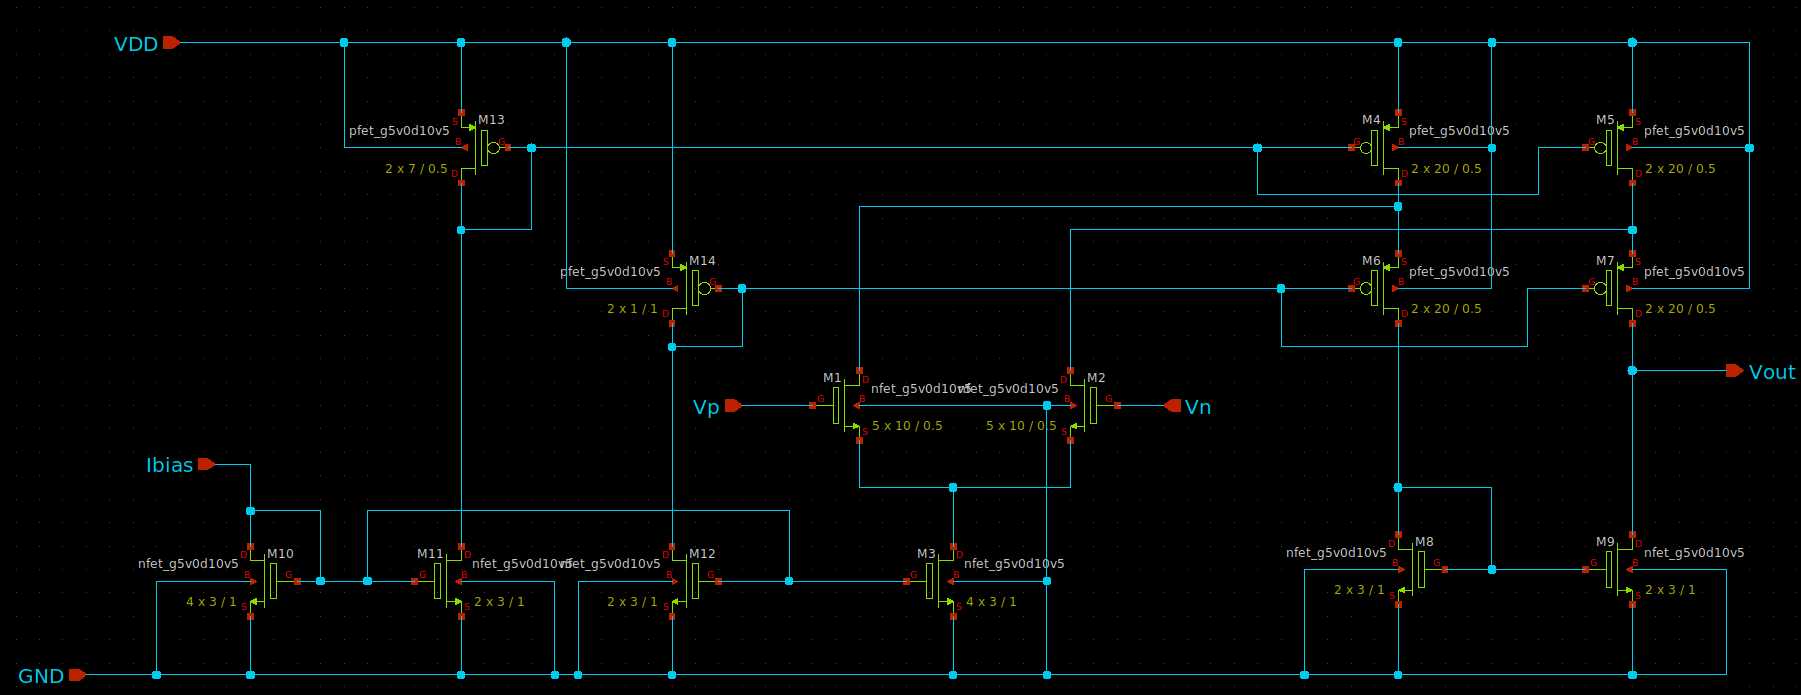 VDD
S
M13
pfet_g5v0d10v5
B
G
2 x 7 / 0.5
D
M4
S
pfet_g5v0d10v5
G
B
2 x 20 / 0.5
D
M5
S
pfet_g5v0d10v5
G
B
2 x 20 / 0.5
D
S
M14
pfet_g5v0d10v5
B
G
2 x 1 / 1
D
M6
S
pfet_g5v0d10v5
G
B
2 x 20 / 0.5
D
M7
S
pfet_g5v0d10v5
G
B
2 x 20 / 0.5
D
Vout
M1
D
nfet_g5v0d10v5
Vp
G
B
5 x 10 / 0.5
S
M2
D
nfet_g5v0d10v5
B
G
Vn
5 x 10 / 0.5
S
Ibias
D
M10
nfet_g5v0d10v5
B
G
4 x 3 / 1
S
M11
D
nfet_g5v0d10v5
G
B
2 x 3 / 1
S
D
M12
nfet_g5v0d10v5
B
G
2 x 3 / 1
S
M3
D
nfet_g5v0d10v5
G
B
4 x 3 / 1
S
D
M8
nfet_g5v0d10v5
B
G
2 x 3 / 1
S
M9
D
nfet_g5v0d10v5
G
B
2 x 3 / 1
S
GND